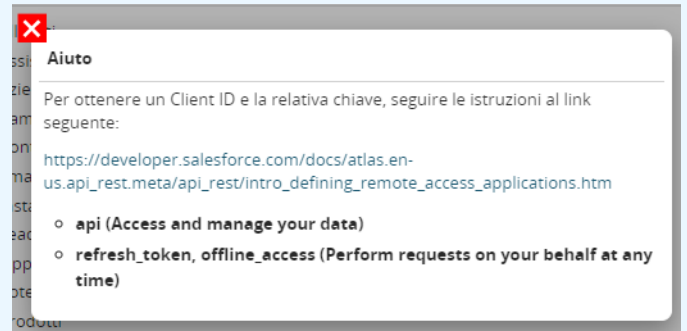 Aiuto
Per ottenere un Client ID e la relativa chiave, seguire le istruzioni al link
seguente:
https://developer.salesforce.com/docs/atlas.en-
us.api_rest.meta/api_rest/intro_defining_remote_access_applications.htm
api (Access and manage your data)
refresh_token, offline_access (Perform requests on your behalf at any
time)